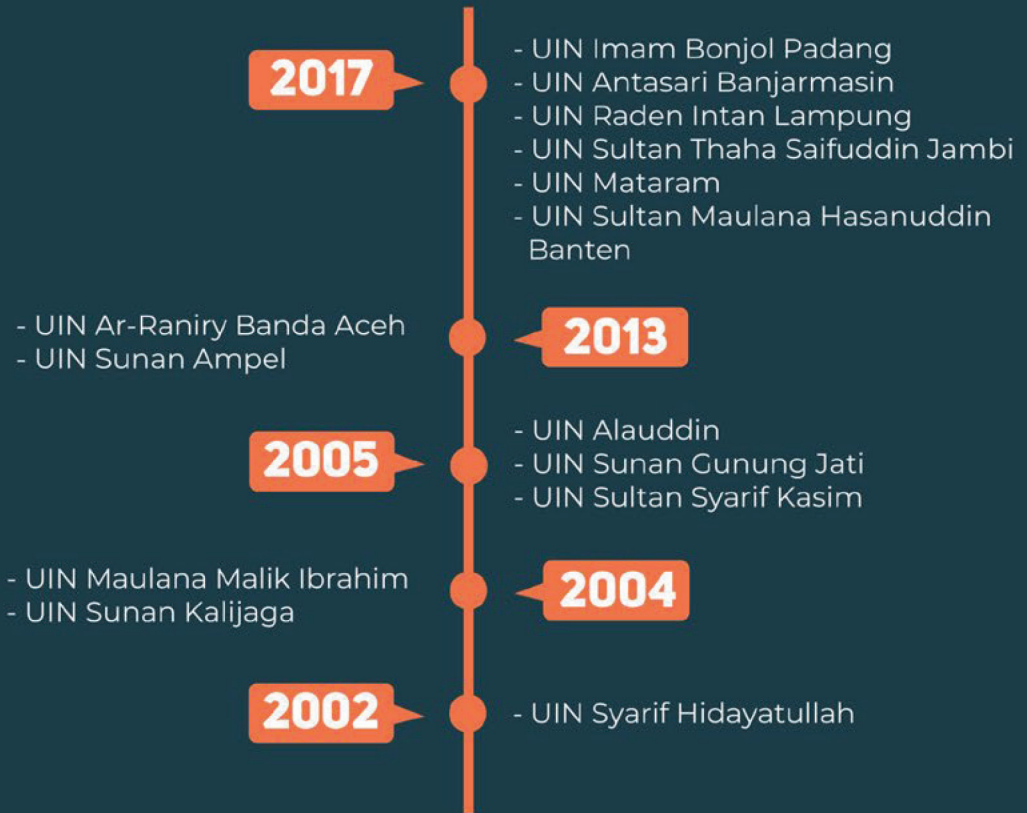 2017
- UIN Imam Bonjol Padang
- UIN Antasari Banjarmasin
- UIN Raden Intan Lampung
- UIN Sultan Thaha Saifuddin Jambi
- UIN Mataram
- UIN Sultan Maulana Hasanuddin
Banten
- UIN Ar-Raniry Banda Aceh
- UIN Sunan Ampel
2013
2005
- UIN Alauddin
- UIN Sunan Gunung Jati
- UIN Sultan Syarif Kasim
- UIN Maulana Malik Ibrahim
- UIN Sunan Kalijaga
2004
2002
- UIN Syarif Hidayatullah